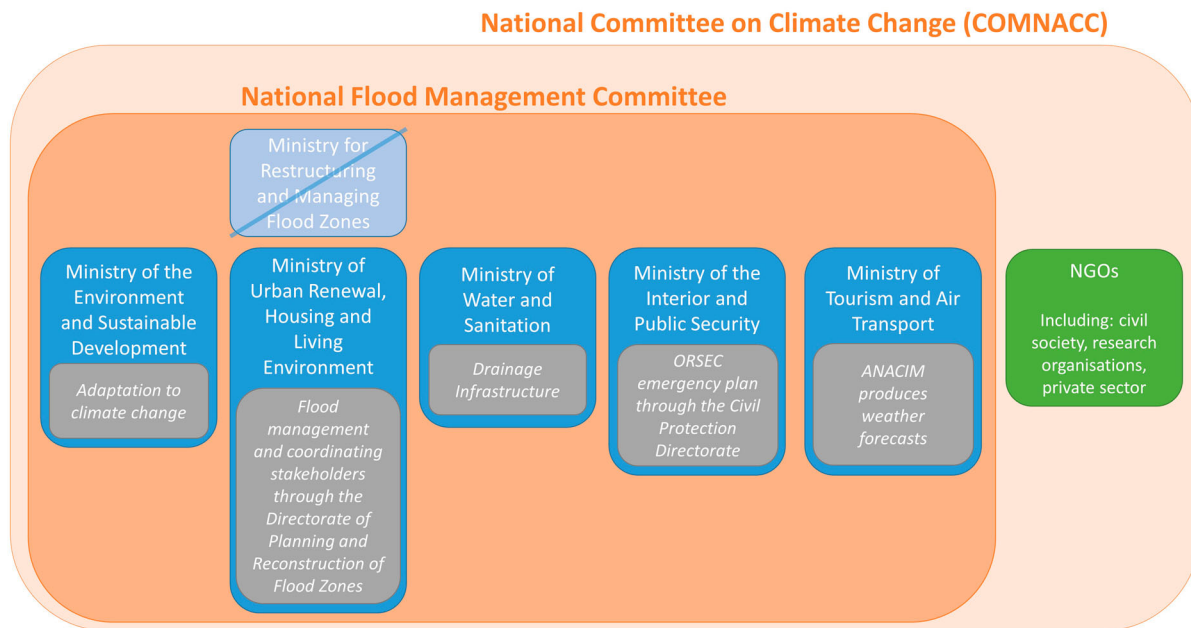 National Committee on Climate Change (COMNACC)
National Flood Management Committee
Ministry for
Restructuring
and Managing
Flood Zones
Ministry of the
Environment
and Sustainable
Development
Adaptation to
climate change
Ministry of
Urban Renewal,
Housing and
Living
Environment
Flood
management
and coordinating
stakeholders
through the
Directorate of
Planning and
Reconstruction of
Flood Zones
Ministry of
Water and
Sanitation
Drainage
Infrastructure
Ministry of the
Interior and
Public Security
ORSEC
emergency plan
through the Civil
Protection
Directorate
Ministry of
Tourism and Air
Transport
ANACIM
produces
weather
forecasts
NGOs
Including: civil
society, research
organisations,
private sector